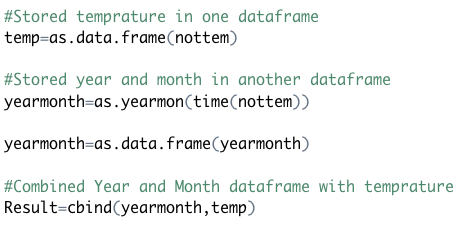 #Stored temprature in one dataframe
temp=as.data.frame(nottem)
#Stored year and month in another dataframe
yearmonth=as.yearmon(time(nottem))
yearmonth=as.data.frame(yearmonth)
#Combined Year and Month dataframe with temprature
Result=cbind(yearmonth,temp)